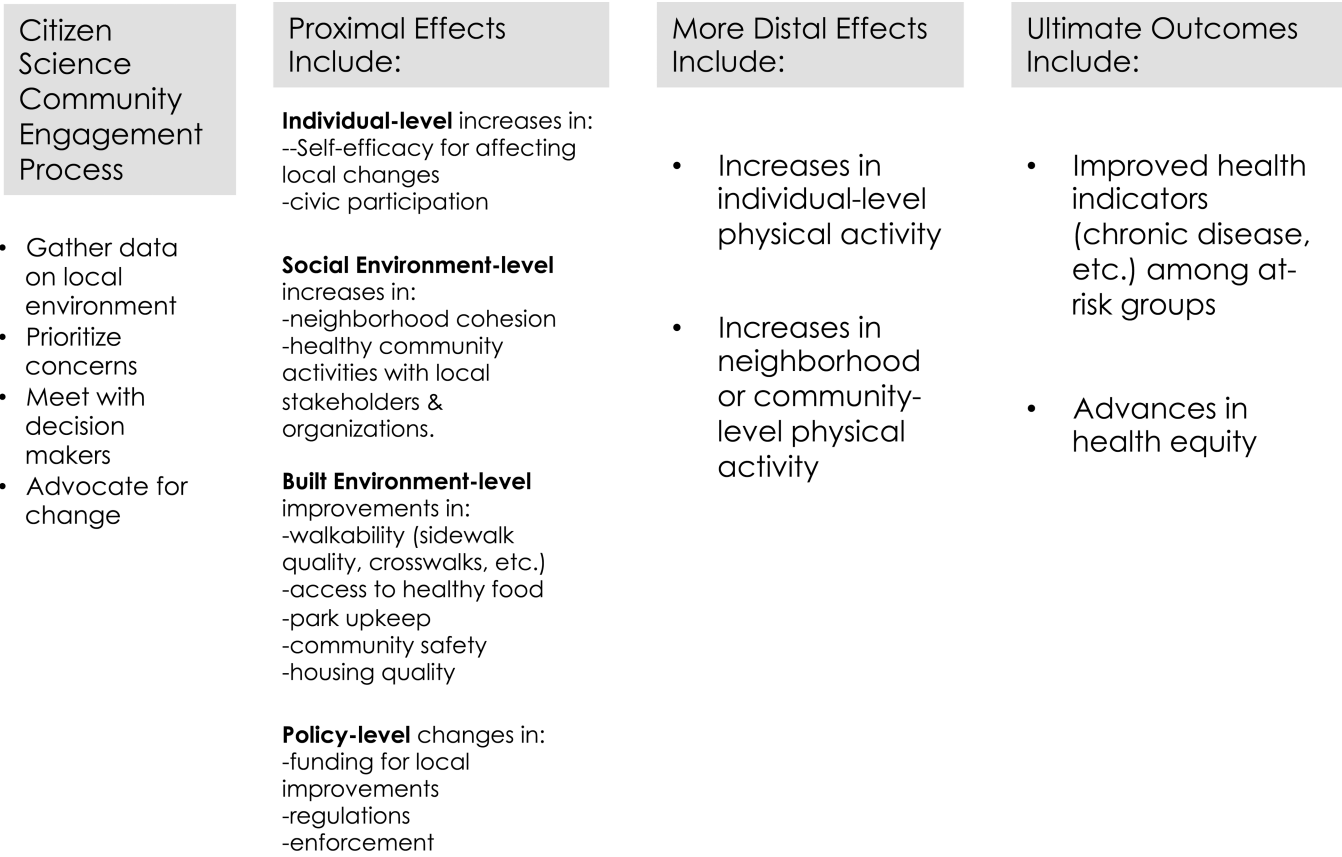 Citizen
Science
Community
Engagement
Process
• Gather data
on local
environment
• Prioritize
concerns
• Meet with
decision
makers
• Advocate for
change
Proximal Effects
Include:
Individual-level increases in:
--Self-efficacy for affecting
local changes
-civic participation
Social Environment-level
increases in:
-neighborhood cohesion
-healthy community
activities with local
stakeholders &
organizations.
Built Environment-level
improvements in:
-walkability (sidewalk
quality, crosswalks, etc.)
-access to healthy food
-park upkeep
-community safety
-housing quality
Policy-level changes in:
-funding for local
improvements
-regulations
-enforcement
More Distal Effects
Include:
• Increases in
individual-level
physical activity
• Increases in
neighborhood
or community-
level physical
activity
Ultimate Outcomes
Include:
• Improved health
indicators
(chronic disease,
etc.) among at-
risk groups
• Advances in
health equity